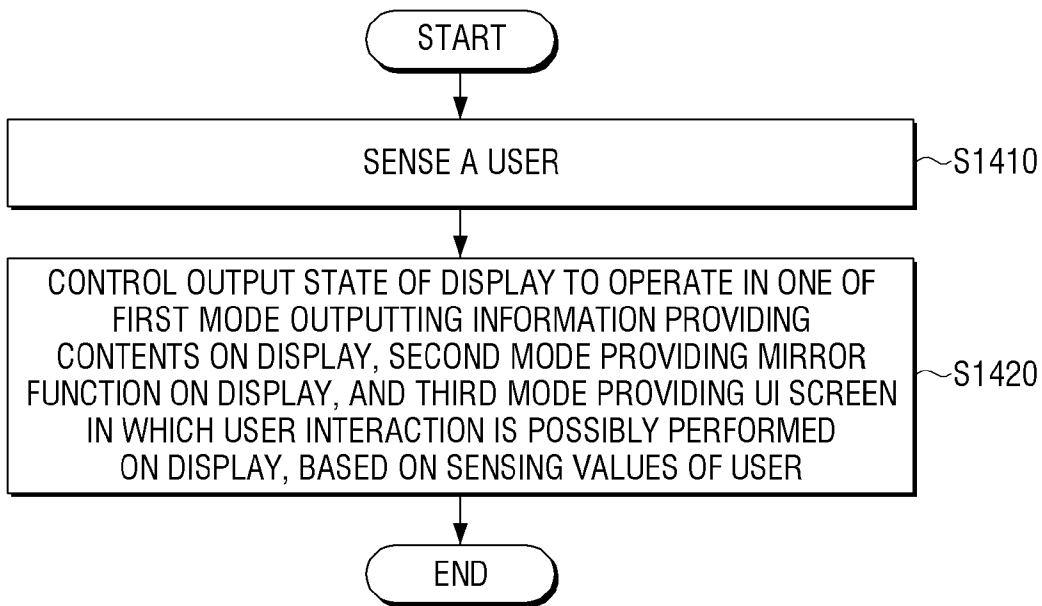 START
SENSE A USER
S1410
CONTROL OUTPUT STATE OF DISPLAY TO OPERATE IN ONE OF
FIRST MODE OUTPUTTING INFORMATION PROVIDING
CONTENTS ON DISPLAY, SECOND MODE PROVIDING MIRROR
FUNCTION ON DISPLAY, AND THIRD MODE PROVIDING UI SCREEN
IN WHICH USER INTERACTION IS POSSIBLY PERFORMED
ON DISPLAY, BASED ON SENSING VALUES OF USER
S1420
END